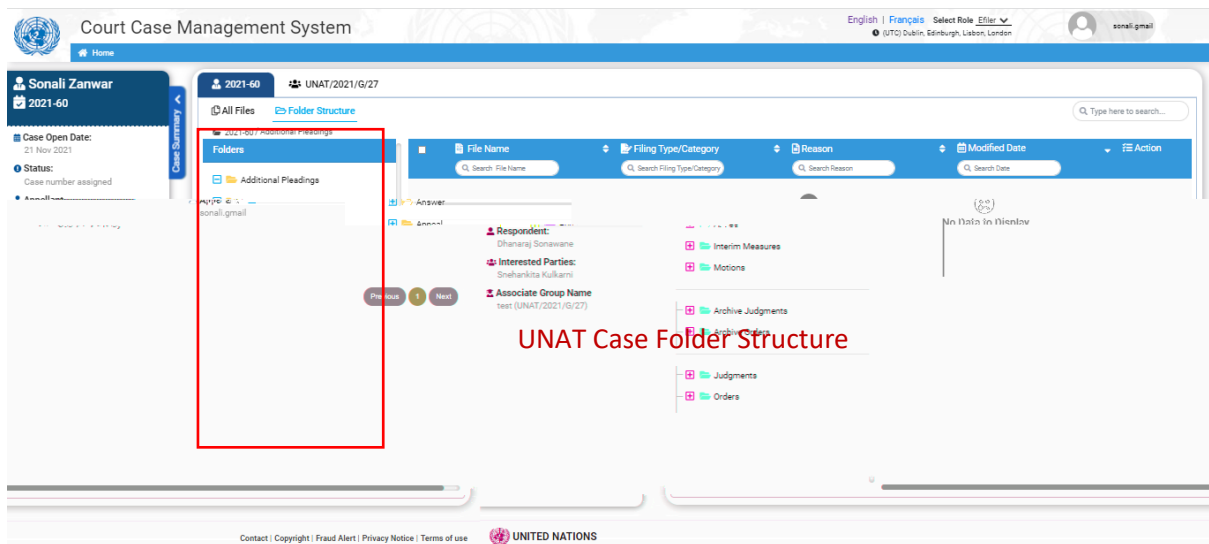 Court Case Management System
English | Français Select Role Efiler
(UTC) Dublin, Edinburgh, Lisbon, London
sonali.gmail
Home
Sonali Zanwar
2021-60
Case Open Date:
21 Nov 2021
Status:
Case number assigned
Appellant
sonali.gmail
Case Summary
2021-60 UNAT/2021/G/27
All Files Folder Structure
Type here to search...
2021-60 / Additional Pleadings
Folders
File Name Filing Type/Category Reason Modified Date Action
Search File Name Search Filing Type/Category Search Reason Search Date
Additional Pleadings
Answer
Appeal
No Data to Display
Respondent:
Dhanaraj Sonawane
Interested Parties:
Snehankita Kulkarni
Associate Group Name
test (UNAT/2021/G/27)
Interim Measures
Motions
Archive Judgments
Archive Orders
Judgments
Orders
Previous 1 Next
UNAT Case Folder Structure
Contact | Copyright | Fraud Alert | Privacy Notice | Terms of use
UNITED NATIONS